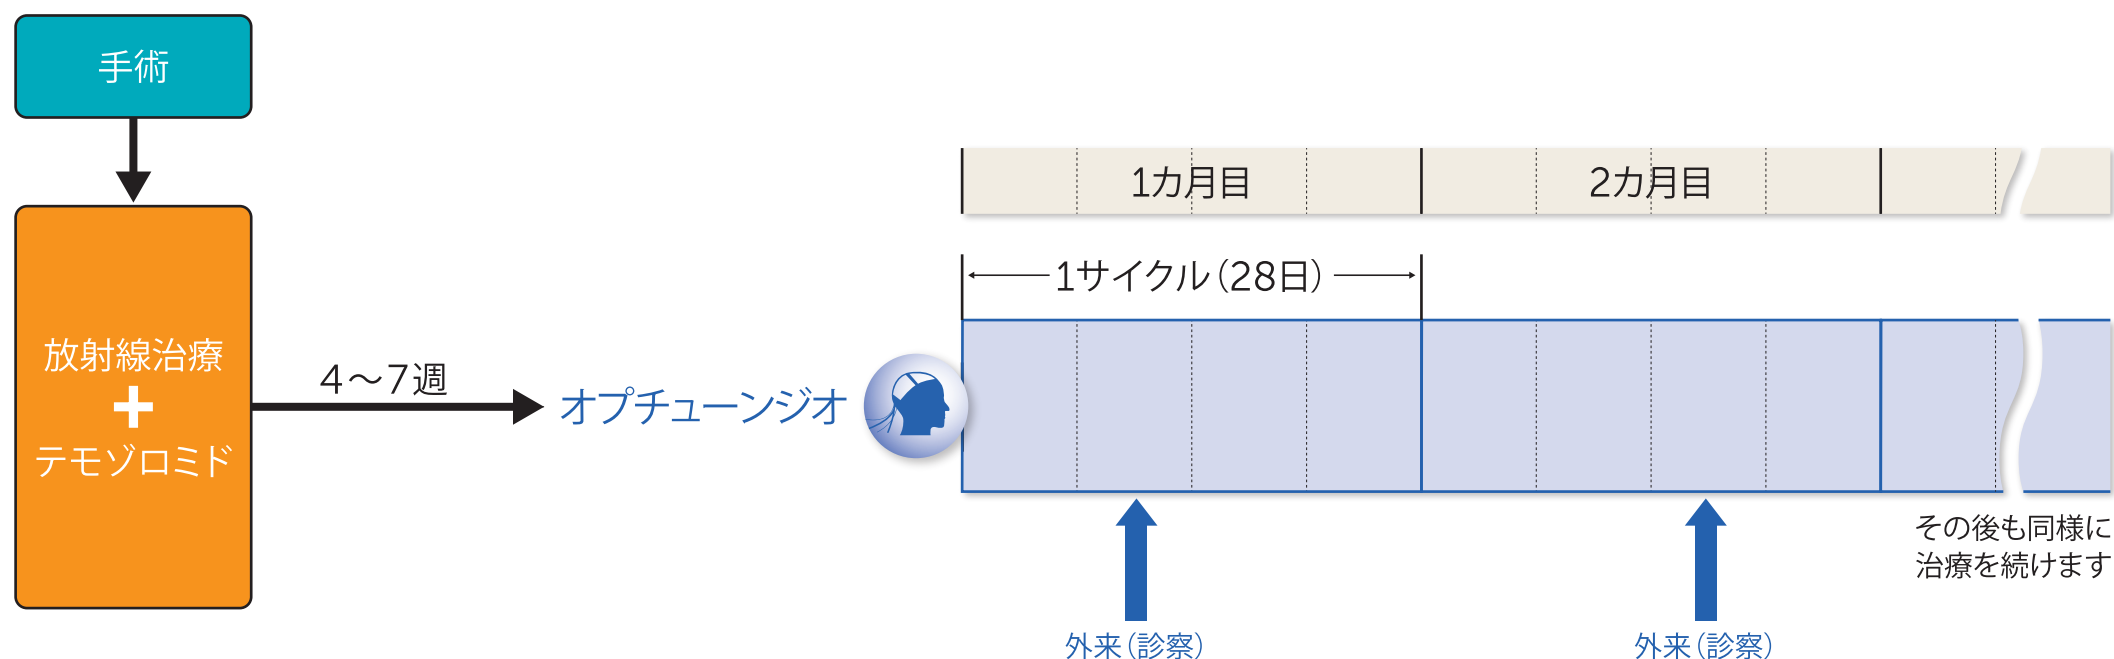 手術
放射線治療
+
テモゾロミド
4～7週
オプチューンジオ
1カ月目
2カ月目
1サイクル（28日）
外来（診察）
外来（診察）
その後も同様に
治療を続けます